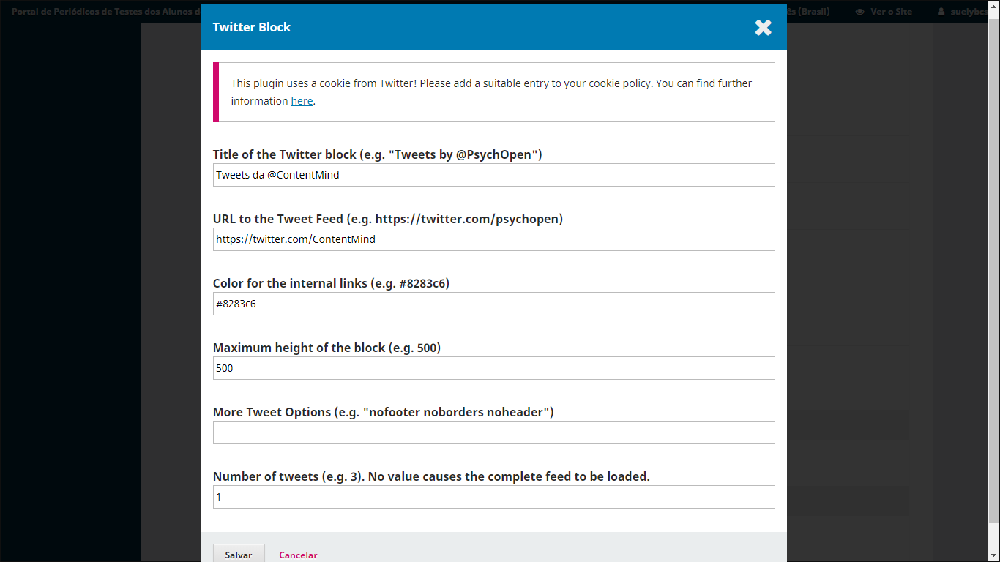 Portal de Periódicos de Testes dos Alunos
(Brasil)
Ver o Site
Twitter Block
This plugin uses a cookie from Twitter! Please add a suitable entry to your cookie policy. You can find further
information here.
Title of the Twitter block (e.g. "Tweets by @PsychOpen")
Tweets da @ContentMind
URL to the Tweet Feed (e.g. https://twitter.com/psychopen)
https://twitter.com/ContentMind
Color for the internal links (e.g. #8283c6)
#8283c6
Maximum height of the block (e.g. 500)
500
More Tweet Options (e.g. "nofooter noborders noheader")
Number of tweets (e.g. 3). No value causes the complete feed to be loaded.
1
Salvar
Cancelar